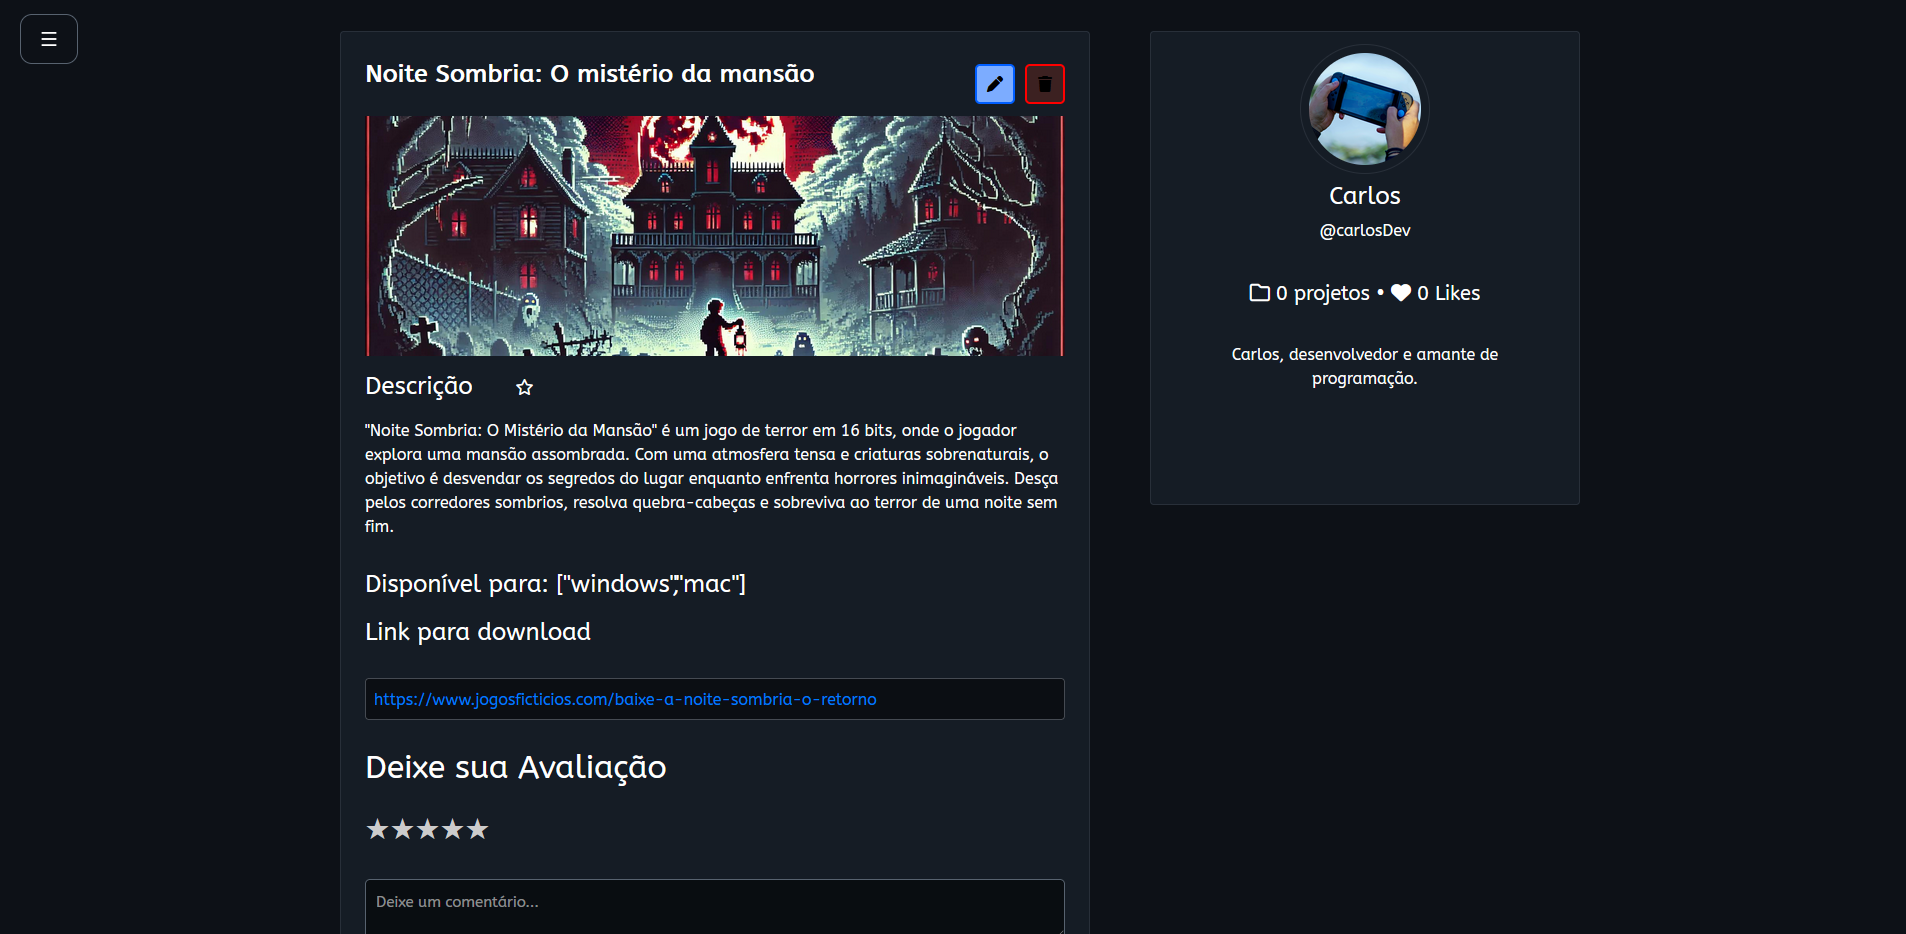 Noite Sombria: O mistério da mansão
Descrição
"Noite Sombria: O Mistério da Mansão" é um jogo de terror em 16 bits, onde o jogador
explora uma mansão assombrada. Com uma atmosfera tensa e criaturas sobrenaturais, o
objetivo é desvendar os segredos do lugar enquanto enfrenta horrores inimagináveis. Desça
pelos corredores sombrios, resolva quebra-cabeças e sobreviva ao terror de uma noite sem
fim.
Disponível para: ["windows","mac"]
Link para download
https://www.jogosficticios.com/baixe-a-noite-sombria-o-retorno
Deixe sua Avaliação
★★★★★
Deixe um comentário...
Carlos
@carlosDev
0 projetos • 0 Likes
Carlos, desenvolvedor e amante de
programação.